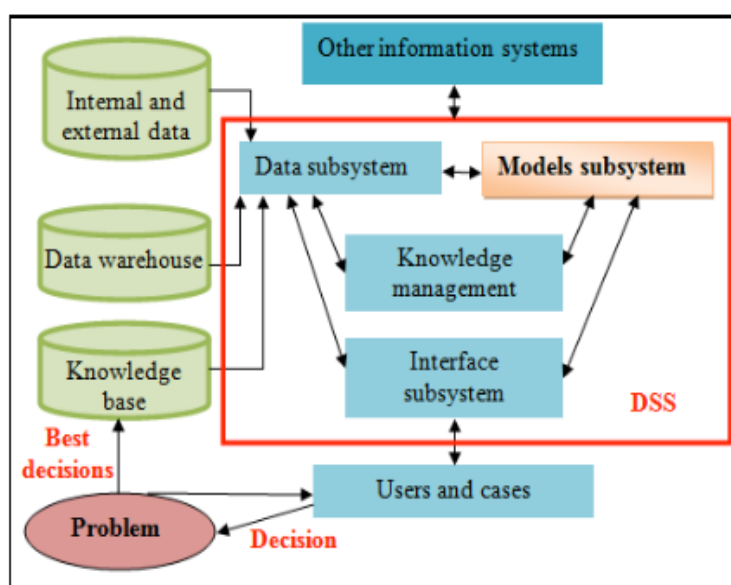 Other information systems
Internal and
external data
Data subsystem
Models subsystem
Data warehouse
Knowledge
management
Knowledge
base
Interface
subsystem
DSS
Best
decisions
Users and cases
Problem
Decision